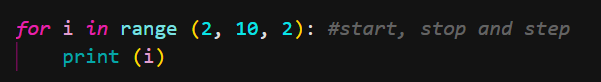 for i in range (2, 10, 2): #start, stop and step
    print (i)